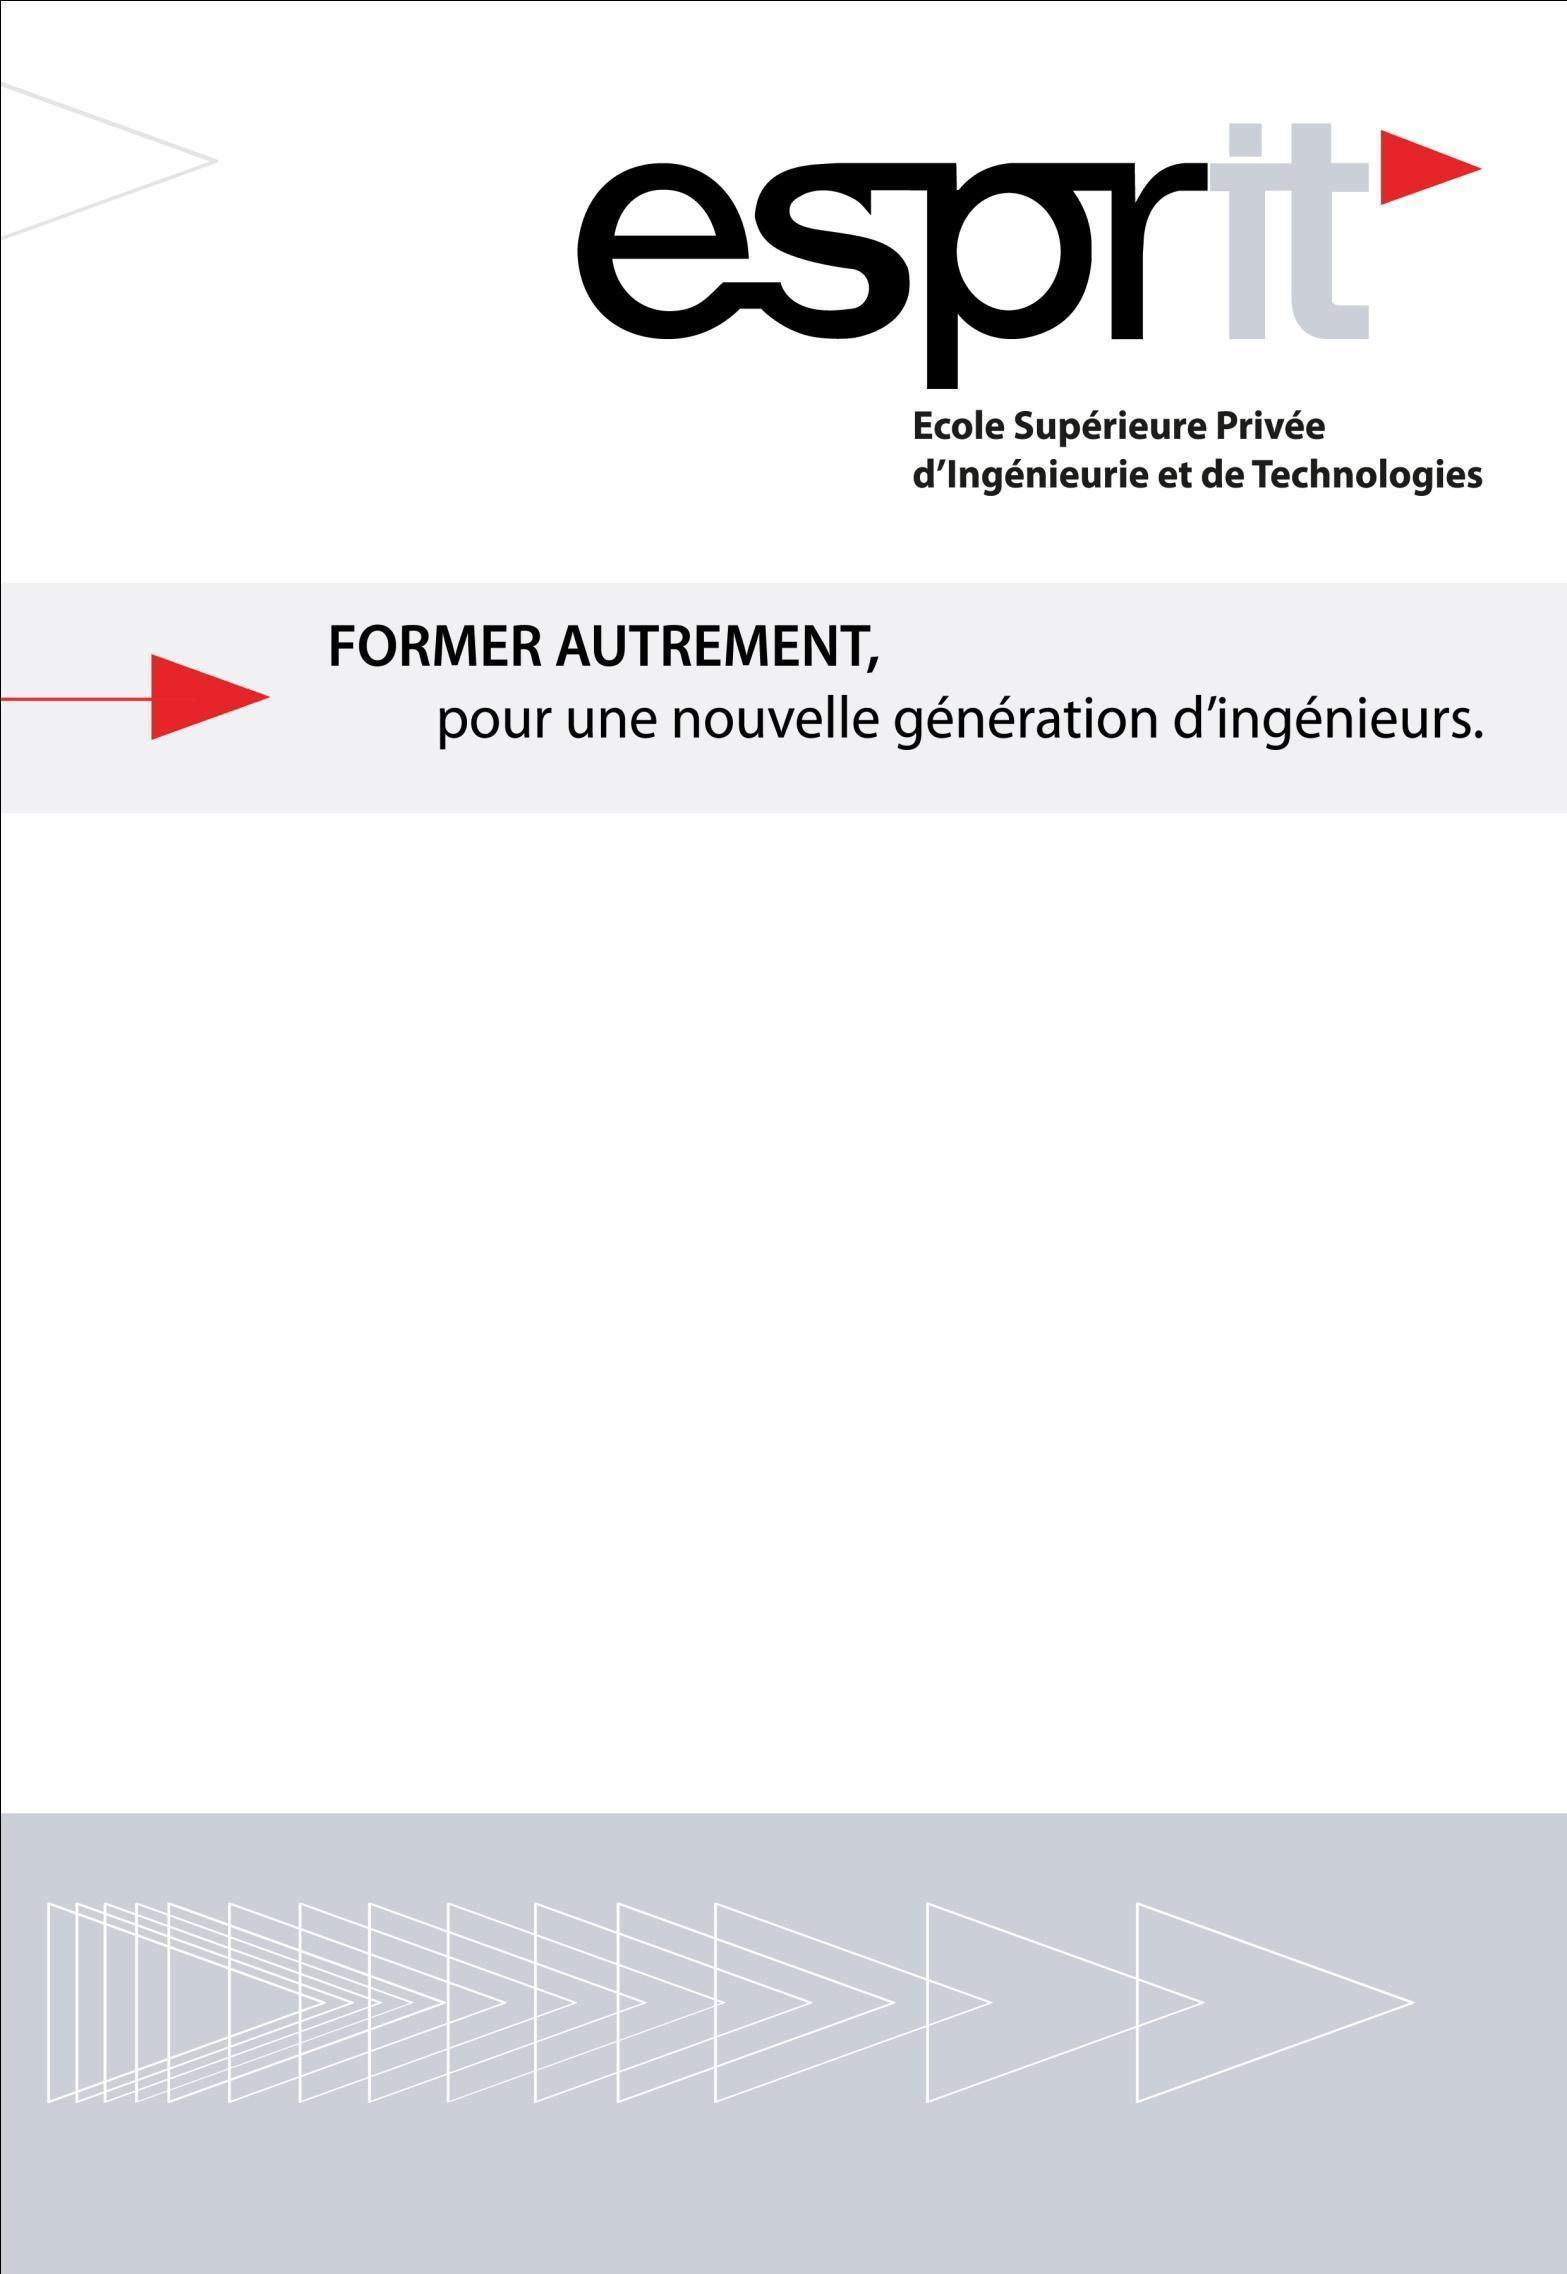 esprit
Ecole Supérieure Privée
d’Ingénieurie et de Technologies
FORMER AUTREMENT,
pour une nouvelle génération d’ingénieurs.